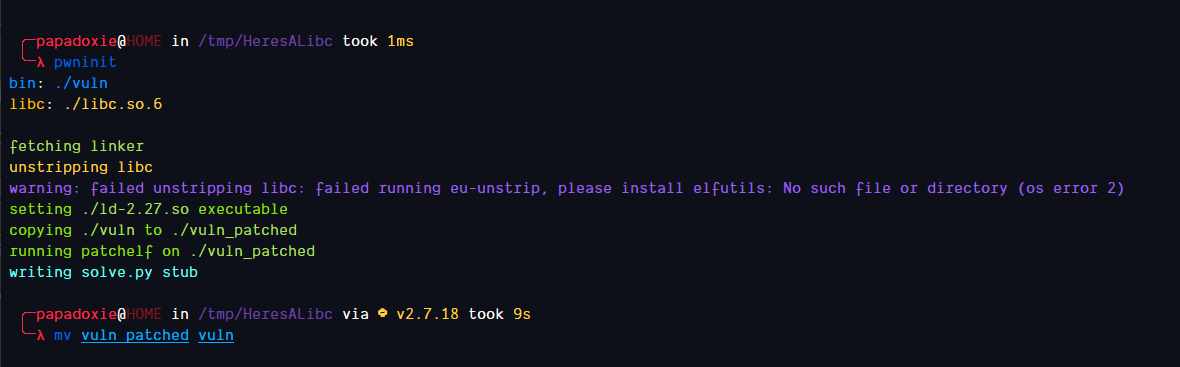 papadoxie@HOME in /tmp/HeresALibc took 1ms
λ pwninit
bin: ./vuln
libc: ./libc.so.6
fetching linker
unstripping libc
warning: failed unstripping libc: failed running eu-unstrip, please install elfutils: No such file or directory (os error 2)
setting ./ld-2.27.so executable
copying ./vuln to ./vuln_patched
running patchelf on ./vuln_patched
writing solve.py stub
papadoxie@HOME in /tmp/HeresALibc via v2.7.18 took 9s
λ mv vuln_patched vuln